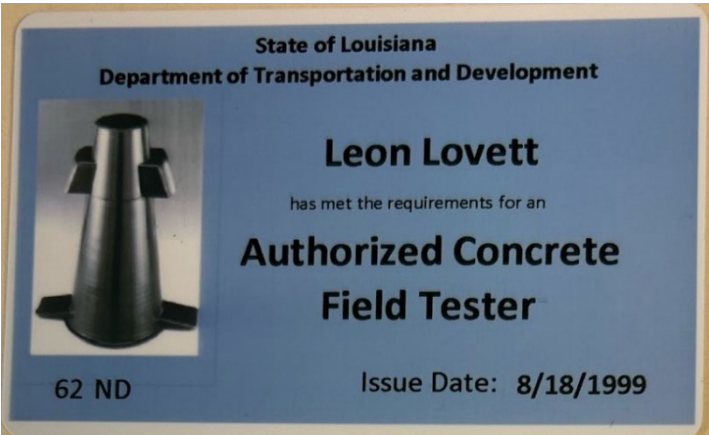 State of Louisiana
Department of Transportation and Development
Leon Lovett
has met the requirements for an
Authorized Concrete
Field Tester
62 ND
Issue Date: 8/18/1999